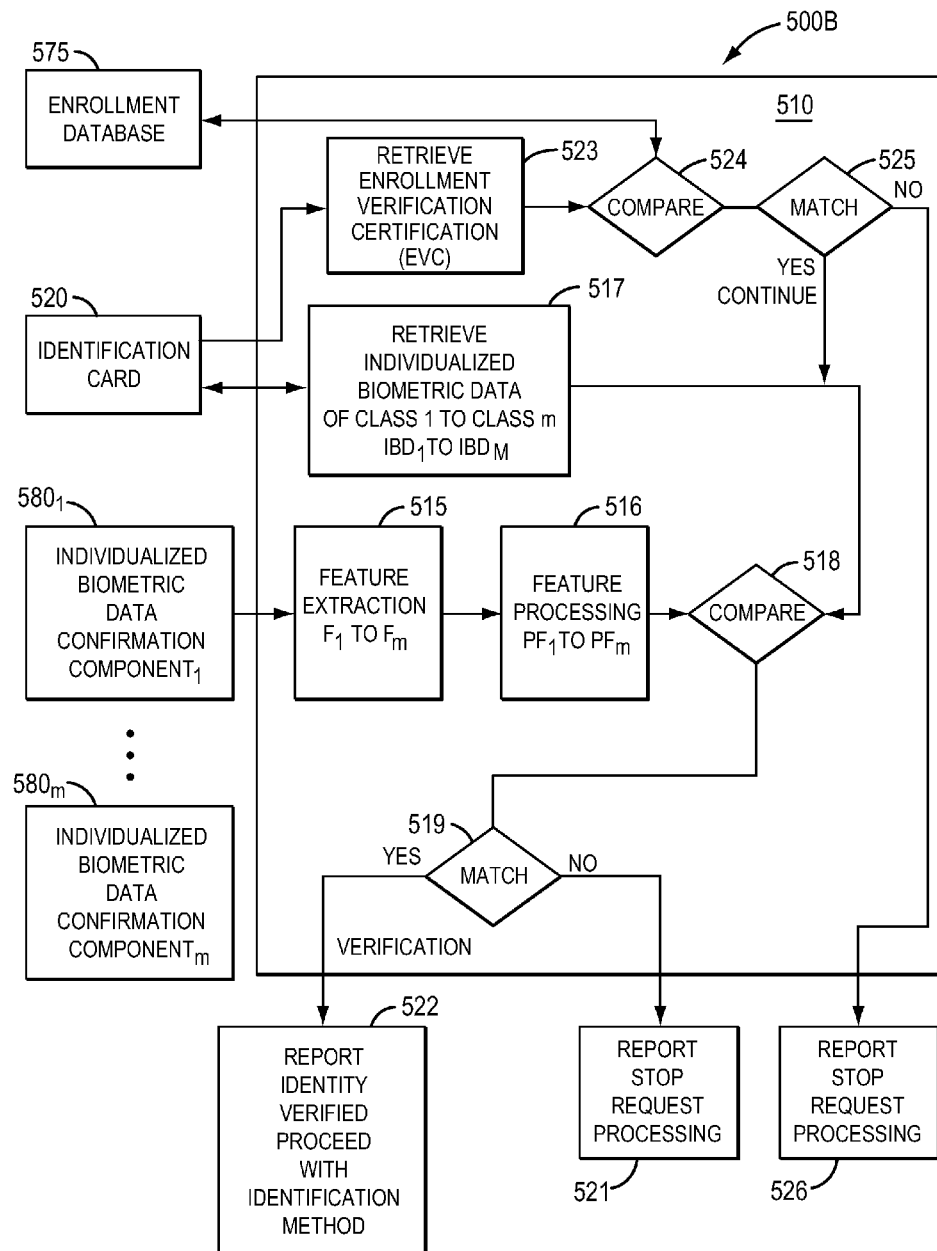 500B
575
ENROLLMENT
DATABASE
510
RETRIEVE
ENROLLMENT
VERIFICATION
CERTIFICATION
(EVC)
523
COMPARE
524
MATCH
525
NO
YES
CONTINUE
520
IDENTIFICATION
CARD
517
RETRIEVE
INDIVIDUALIZED
BIOMETRIC DATA
OF CLASS 1 TO CLASS m
IBD1 TO IBDM
5801
INDIVIDUALIZED
BIOMETRIC
DATA
CONFIRMATION
COMPONENT1
515
FEATURE
EXTRACTION
F1 TO Fm
516
FEATURE
PROCESSING
PF1 TO PFm
518
COMPARE
580m
INDIVIDUALIZED
BIOMETRIC
DATA
CONFIRMATION
COMPONENTm
519
YES
MATCH
NO
VERIFICATION
522
REPORT
IDENTITY
VERIFIED
PROCEED
WITH
IDENTIFICATION
METHOD
REPORT
STOP
REQUEST
PROCESSING
521
REPORT
STOP
REQUEST
PROCESSING
526